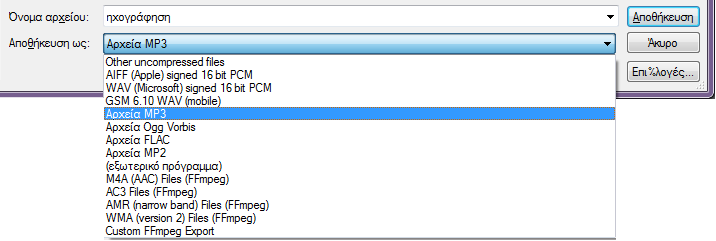 Όνομα αρχείου: ηχογράφηση Αποθήκευση
Αποθήκευση ως: Αρχεία MP3 Άκυρο
Other uncompressed files Επι%λογές...
AIFF (Apple) signed 16 bit PCM
WAV (Microsoft) signed 16 bit PCM
GSM 6.10 WAV (mobile)
Αρχεία MP3
Αρχεία Ogg Vorbis
Αρχεία FLAC
Αρχεία MP2
(εξωτερικό πρόγραμμα)
M4A (AAC) Files (FFmpeg)
AC3 Files (FFmpeg)
AMR (narrow band) Files (FFmpeg)
WMA (version 2) Files (FFmpeg)
Custom FFmpeg Export